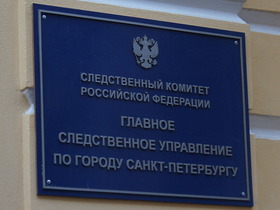 СЛЕДСТВЕННЫЙ КОМИТЕТ
РОССИЙСКОЙ ФЕДЕРАЦИИ
ГЛАВНОЕ
СЛЕДСТВЕННОЕ УПРАВЛЕНИЕ
ПО ГОРОДУ САНКТ-ПЕТЕРБУРГУ